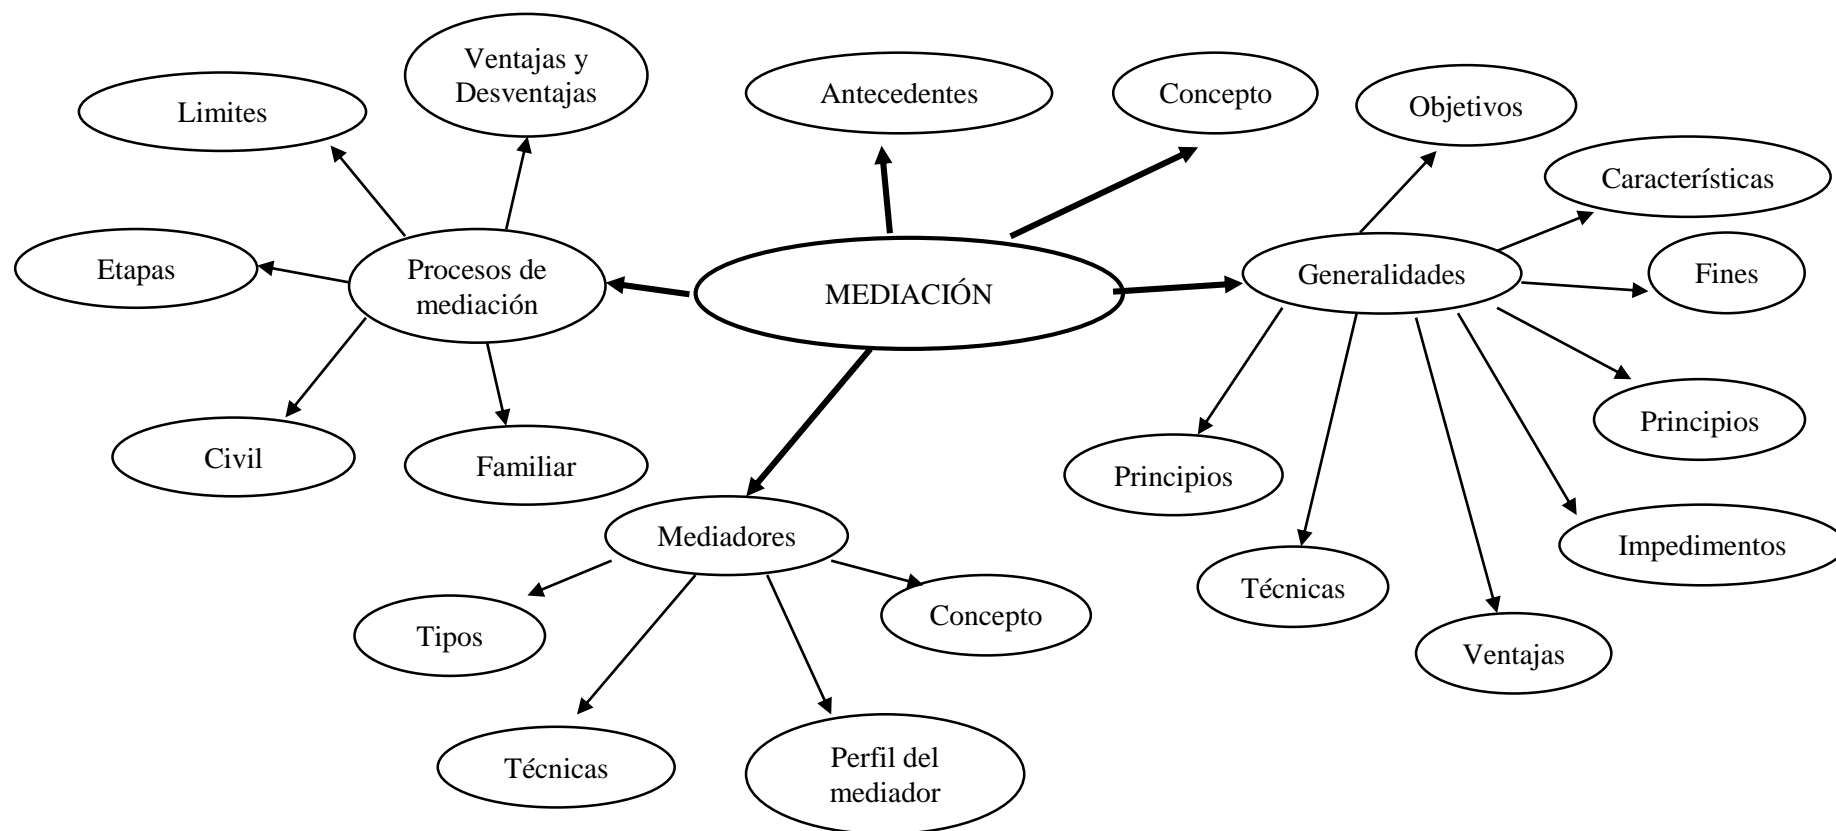 Ventajas y
Desventajas
Antecedentes
Concepto
Objetivos
Limites
Características
Etapas
Procesos de
mediación
MEDIACIÓN
Generalidades
Fines
Principios
Civil
Familiar
Principios
Mediadores
Impedimentos
Técnicas
Concepto
Tipos
Ventajas
Técnicas
Perfil del
mediador